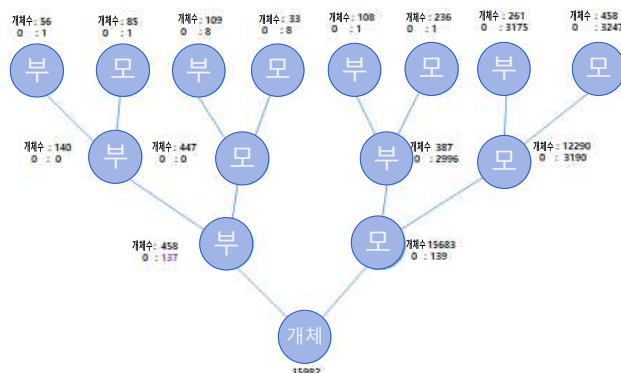 개체수: 56
0 : 1
개체수: 85
0 : 1
개체수: 109
0 : 8
개체수: 33
0 : 8
개체수: 108
0 : 1
개체수: 236
0 : 1
개체수: 261
0 : 3175
개체수: 458
0 : 3247
부
모
부
모
부
모
부
모
개체수: 140
0 : 0
부
개체수: 447
0 : 0
모
부
개체수 387
0 : 2996
모
개체수: 12290
0 : 3190
개체수: 458
0 : 137
부
모
개체수 15683
0 : 139
개체
15982